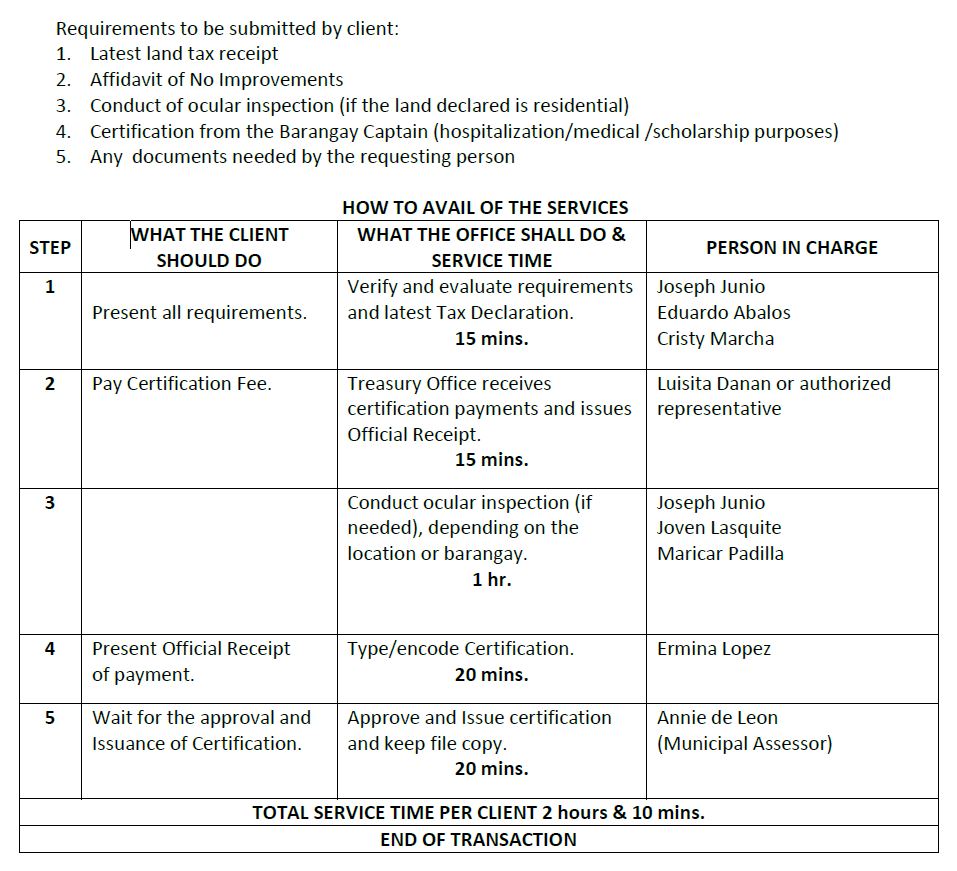 Requirements to be submitted by client:
1. Latest land tax receipt
2. Affidavit of No Improvements
3. Conduct of ocular inspection (if the land declared is residential)
4. Certification from the Barangay Captain (hospitalization/medical /scholarship purposes)
5. Any documents needed by the requesting person
HOW TO AVAIL OF THE SERVICES
STEP
WHAT THE CLIENT
SHOULD DO
WHAT THE OFFICE SHALL DO &
SERVICE TIME
PERSON IN CHARGE
1
Present all requirements.
Verify and evaluate requirements
and latest Tax Declaration.
15 mins.
Joseph Junio
Eduardo Abalos
Cristy Marcha
2
Pay Certification Fee.
Treasury Office receives
certification payments and issues
Official Receipt.
15 mins.
Luisita Danan or authorized
representative
3
Conduct ocular inspection (if
needed), depending on the
location or barangay.
1 hr.
Joseph Junio
Joven Lasquite
Maricar Padilla
4
Present Official Receipt
of payment.
Type/encode Certification.
20 mins.
Ermina Lopez
5
Wait for the approval and
Issuance of Certification.
Approve and Issue certification
and keep file copy.
20 mins.
Annie de Leon
(Municipal Assessor)
TOTAL SERVICE TIME PER CLIENT 2 hours & 10 mins.
END OF TRANSACTION